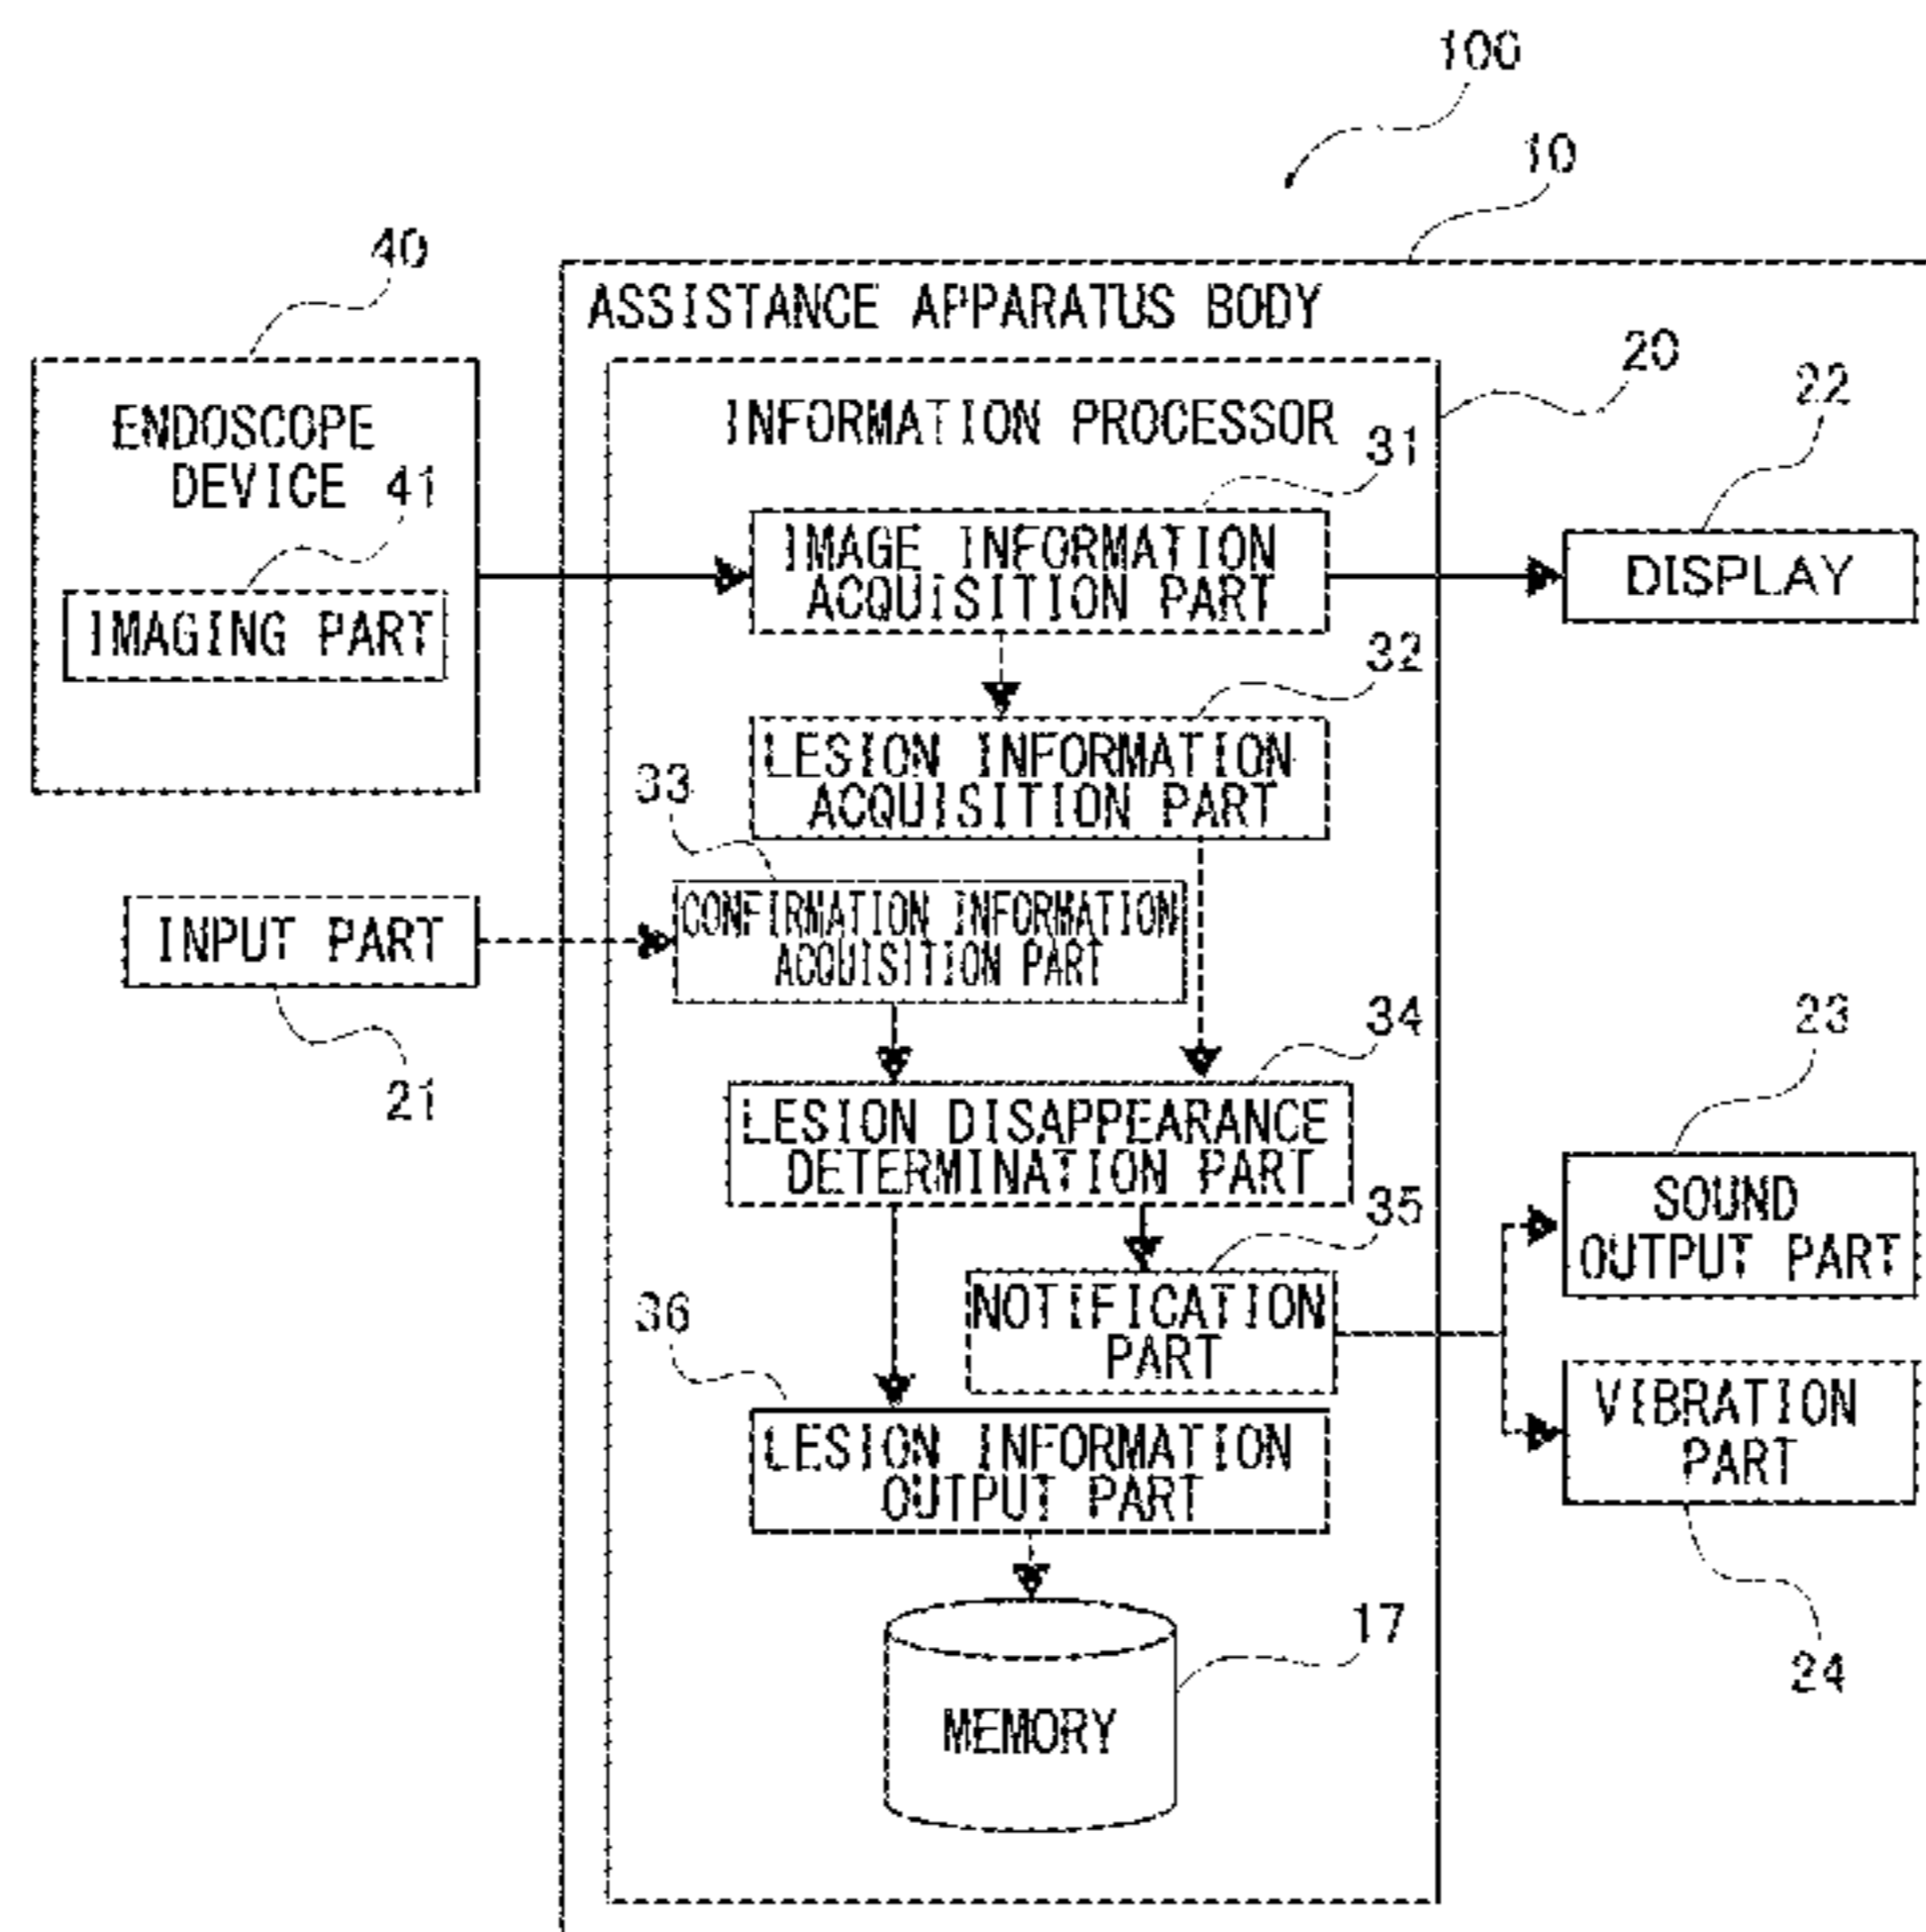 100
10
40
ASSISTANCE APPARATUS BODY
20
22
ENDOSCOPE
DEVICE
41
INFORMATION PROCESSOR
31
IMAGING PART
IMAGE INFORMATION
ACQUISITION PART
DISPLAY
32
LESION INFORMATION
ACQUISITION PART
33
INPUT PART
21
CONFIRMATION INFORMATION
ACQUISITION PART
34
23
LESION DISAPPEARANCE
DETERMINATION PART
35
SOUND
OUTPUT PART
NOTIFICATION
PART
36
VIBRATION
PART
LESION INFORMATION
OUTPUT PART
24
17
MEMORY